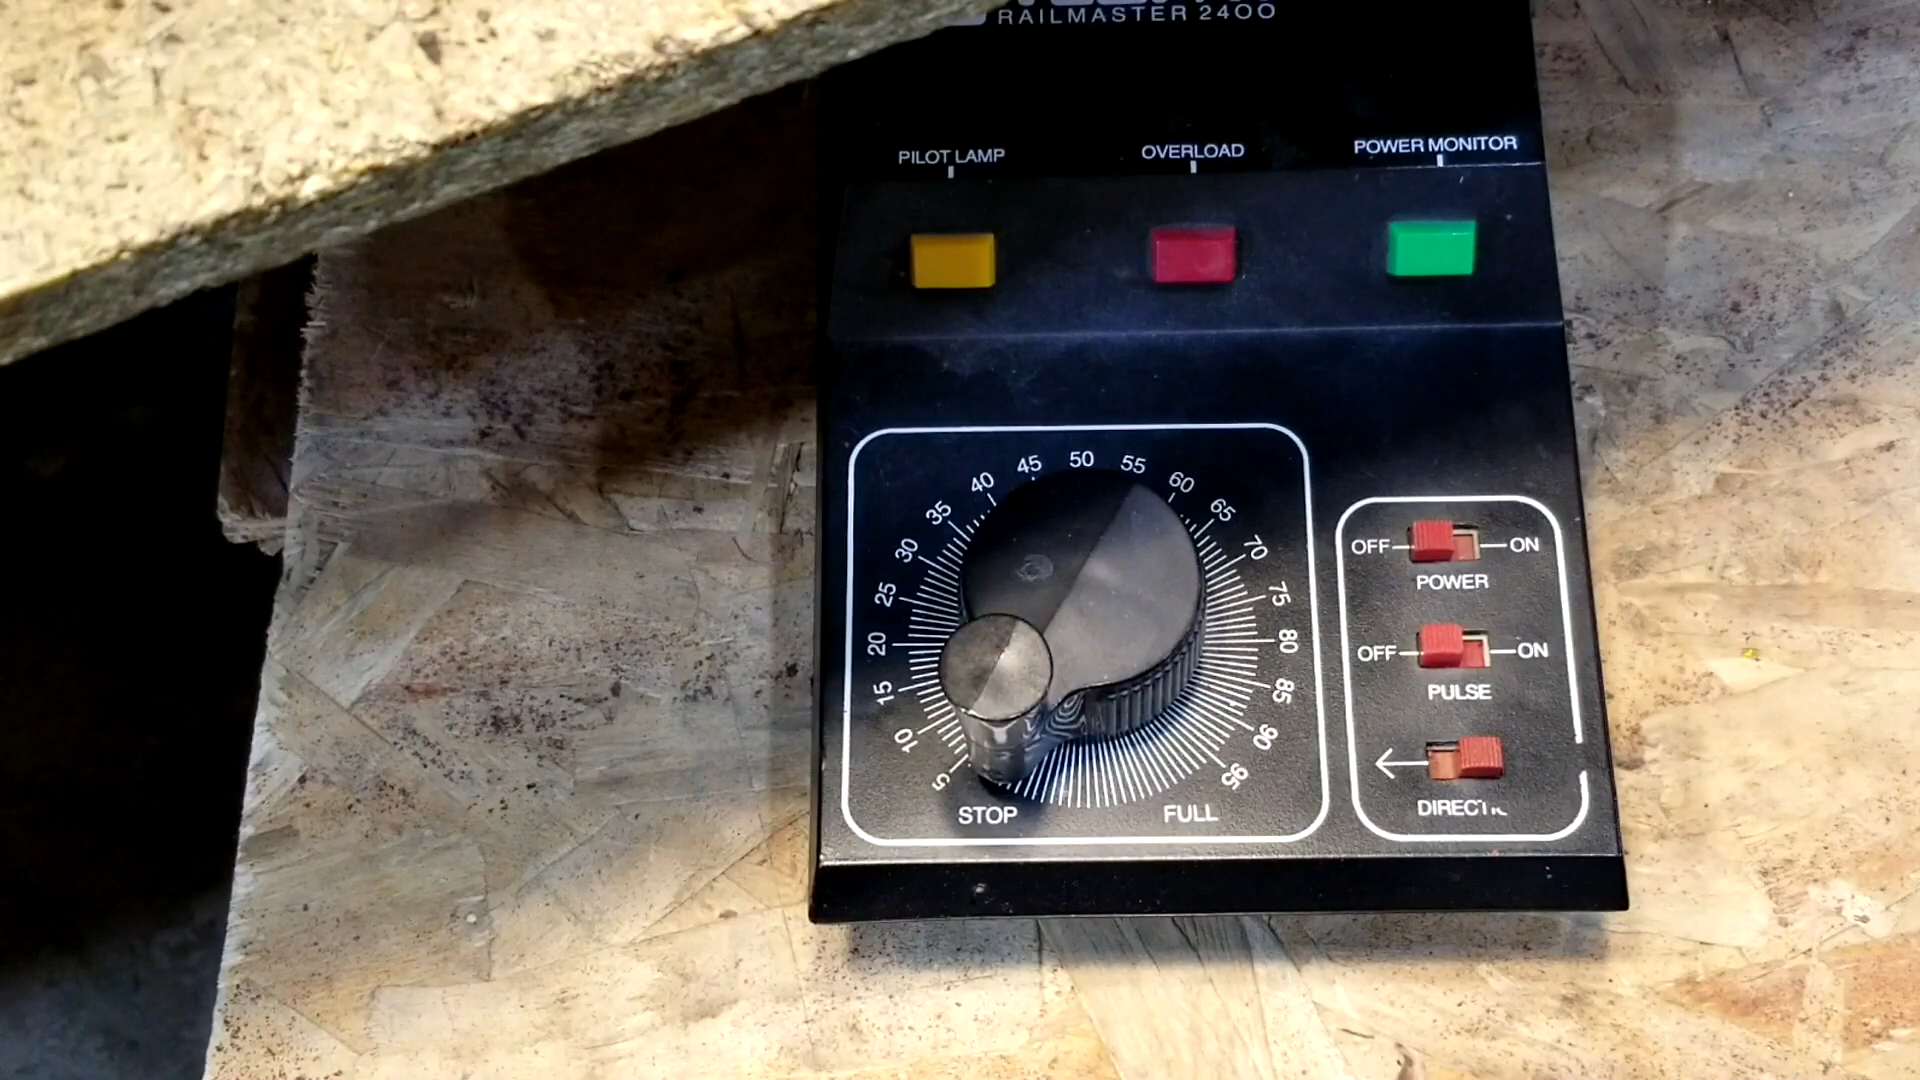 RAILMASTER 2400
PILOT LAMP
OVERLOAD
POWER MONITOR
5 10 15 20 25 30 35 40 45 50 55 60 65 70 75 80 85 90 95
STOP
FULL
OFF ON
POWER
OFF ON
PULSE